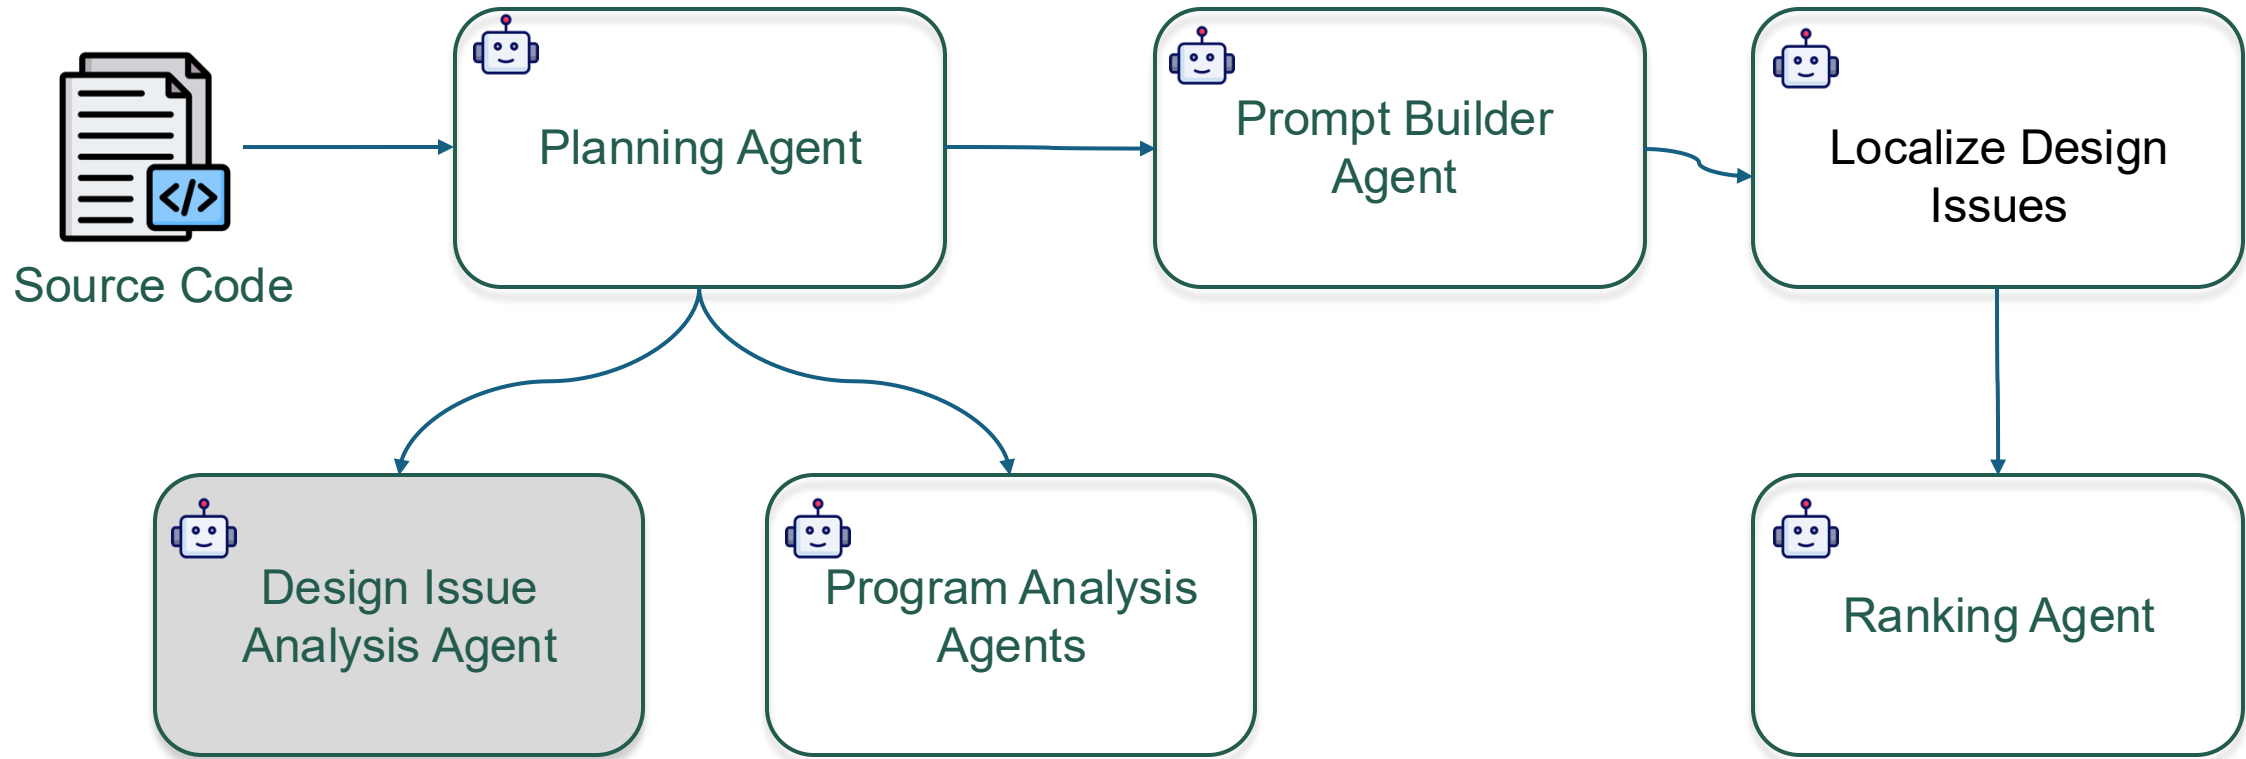 Source Code
Planning Agent
Prompt Builder
Agent
Localize Design
Issues
Design Issue
Analysis Agent
Program Analysis
Agents
Ranking Agent
</>